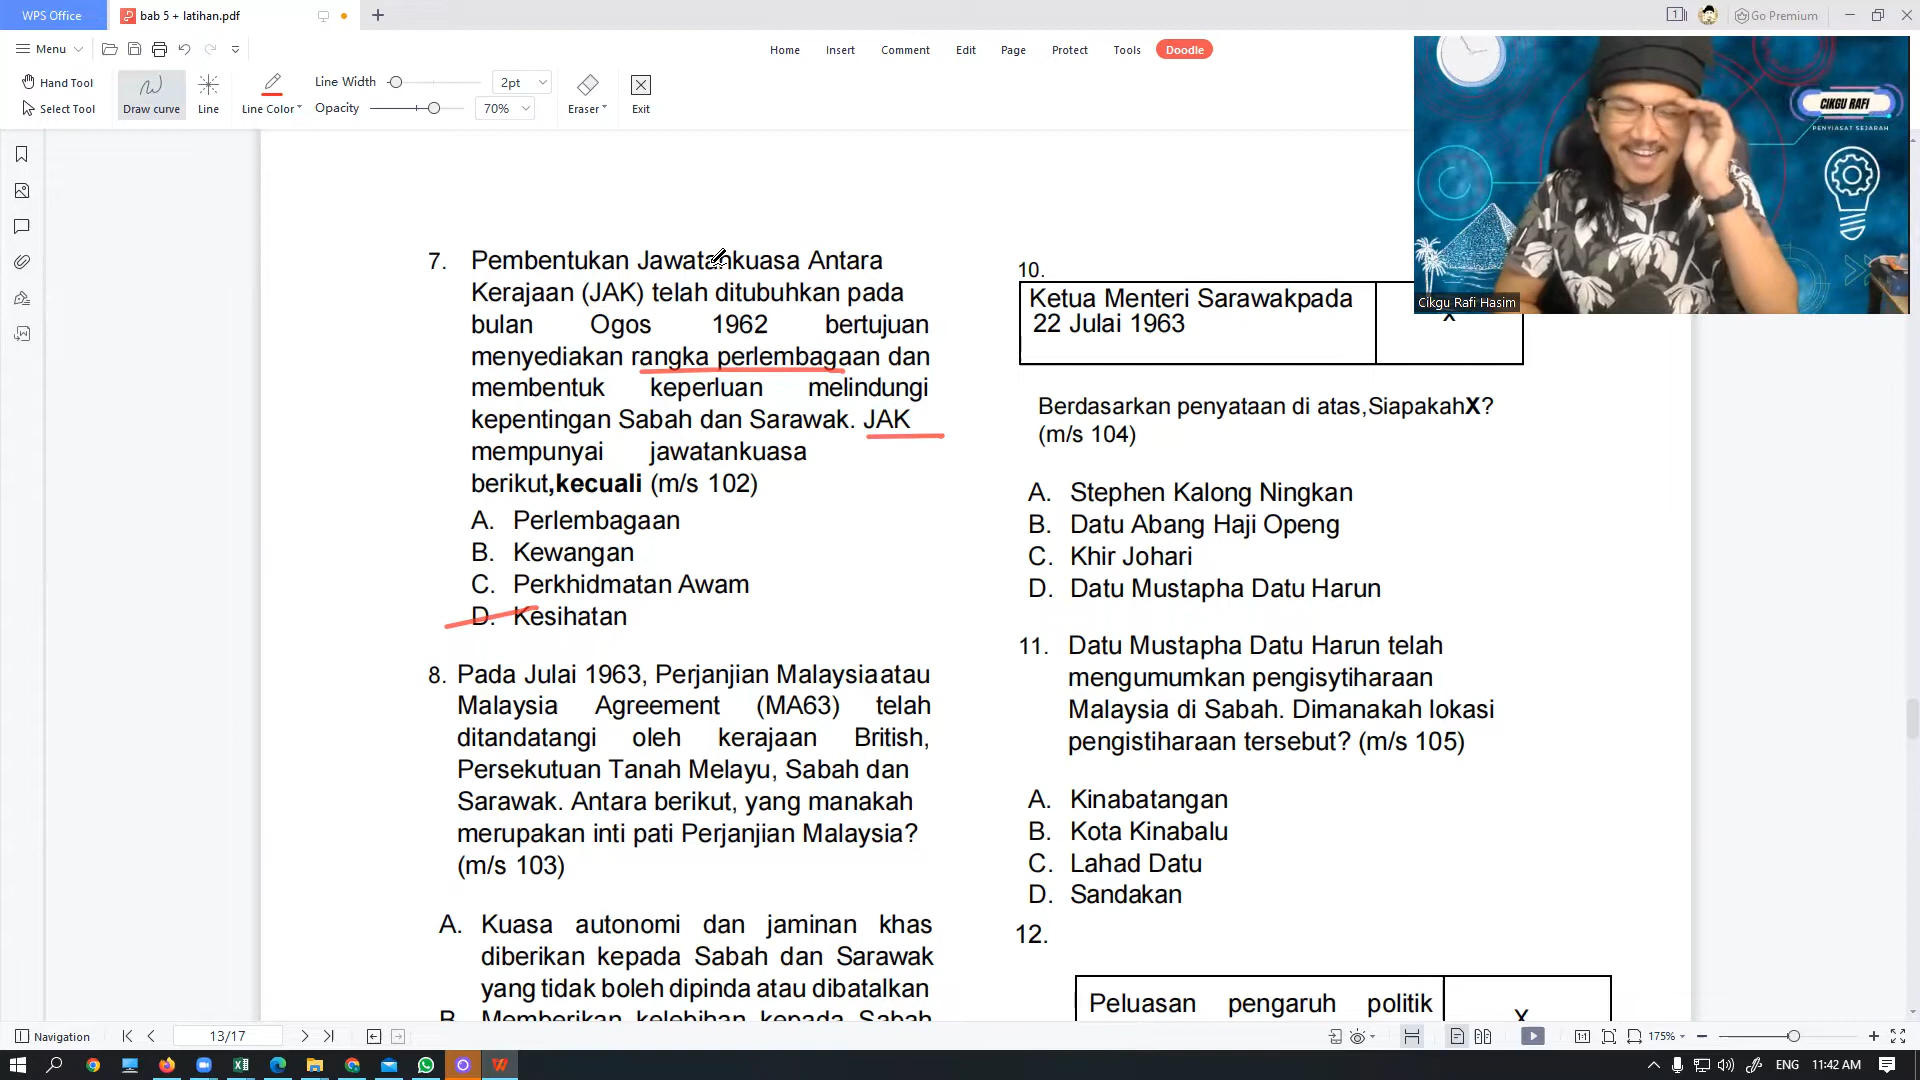 WPS Office
bab 5 + latihan.pdf
Go Premium
Menu
Home
Insert
Comment
Edit
Page
Protect
Tools
Doodle
Hand Tool
Select Tool
Draw curve
Line
Line Color
Line Width
2pt
Opacity
70%
Eraser
Exit
CIKGU RAFI
PENYIASAT SEJARAH
Cikgu Rafi Hasim
7. Pembentukan Jawatankuasa Antara
Kerajaan (JAK) telah ditubuhkan pada
bulan Ogos 1962 bertujuan
menyediakan rangka perlembagaan dan
membentuk keperluan melindungi
kepentingan Sabah dan Sarawak. JAK
mempunyai jawatankuasa
berikut,kecuali (m/s 102)
A. Perlembagaan
B. Kewangan
C. Perkhidmatan Awam
D. Kesihatan
8. Pada Julai 1963, Perjanjian Malaysiaatau
Malaysia Agreement (MA63) telah
ditandatangi oleh kerajaan British,
Persekutuan Tanah Melayu, Sabah dan
Sarawak. Antara berikut, yang manakah
merupakan inti pati Perjanjian Malaysia?
(m/s 103)
A. Kuasa autonomi dan jaminan khas
diberikan kepada Sabah dan Sarawak
yang tidak boleh dipinda atau dibatalkan
B. Memberikan kelebihan kepada Sabah
10.
Ketua Menteri Sarawakpada
22 Julai 1963
X
Berdasarkan penyataan di atas,SiapakahX?
(m/s 104)
A. Stephen Kalong Ningkan
B. Datu Abang Haji Openg
C. Khir Johari
D. Datu Mustapha Datu Harun
11. Datu Mustapha Datu Harun telah
mengumumkan pengisytiharaan
Malaysia di Sabah. Dimanakah lokasi
pengistiharaan tersebut? (m/s 105)
A. Kinabatangan
B. Kota Kinabalu
C. Lahad Datu
D. Sandakan
12.
Peluasan pengaruh politik
X
Navigation
13/17
175%
ENG
11:42 AM